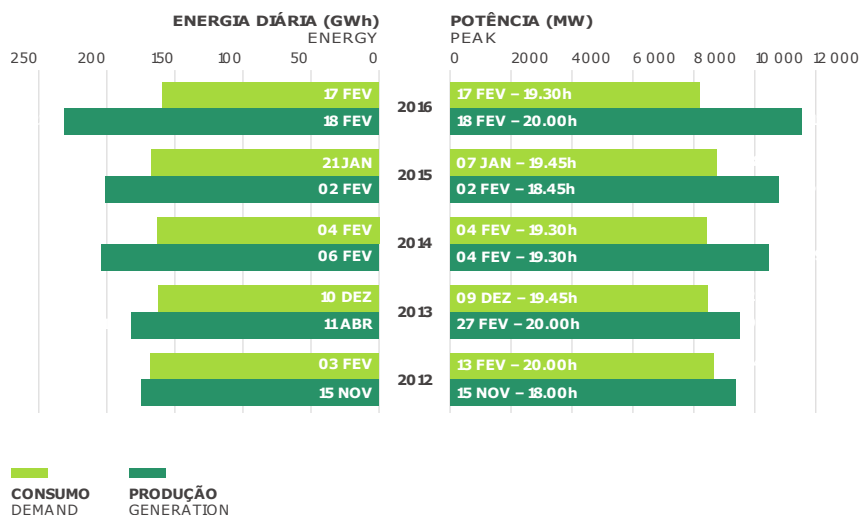 ENERGIA DIÁRIA (GWh)
ENERGY
250 200 150 100 50 0
POTÊNCIA (MW)
PEAK
0 2000 4000 6 000 8 000 10 000 12 000
17 FEV
18 FEV
2016
17 FEV – 19.30h
18 FEV – 20.00h
21 JAN
02 FEV
2015
07 JAN – 19.45h
02 FEV – 18.45h
04 FEV
06 FEV
2014
04 FEV – 19.30h
04 FEV – 19.30h
10 DEZ
11 ABR
2013
09 DEZ – 19.45h
27 FEV – 20.00h
03 FEV
15 NOV
2012
13 FEV – 20.00h
15 NOV – 18.00h
CONSUMO
DEMAND
PRODUÇÃO
GENERATION